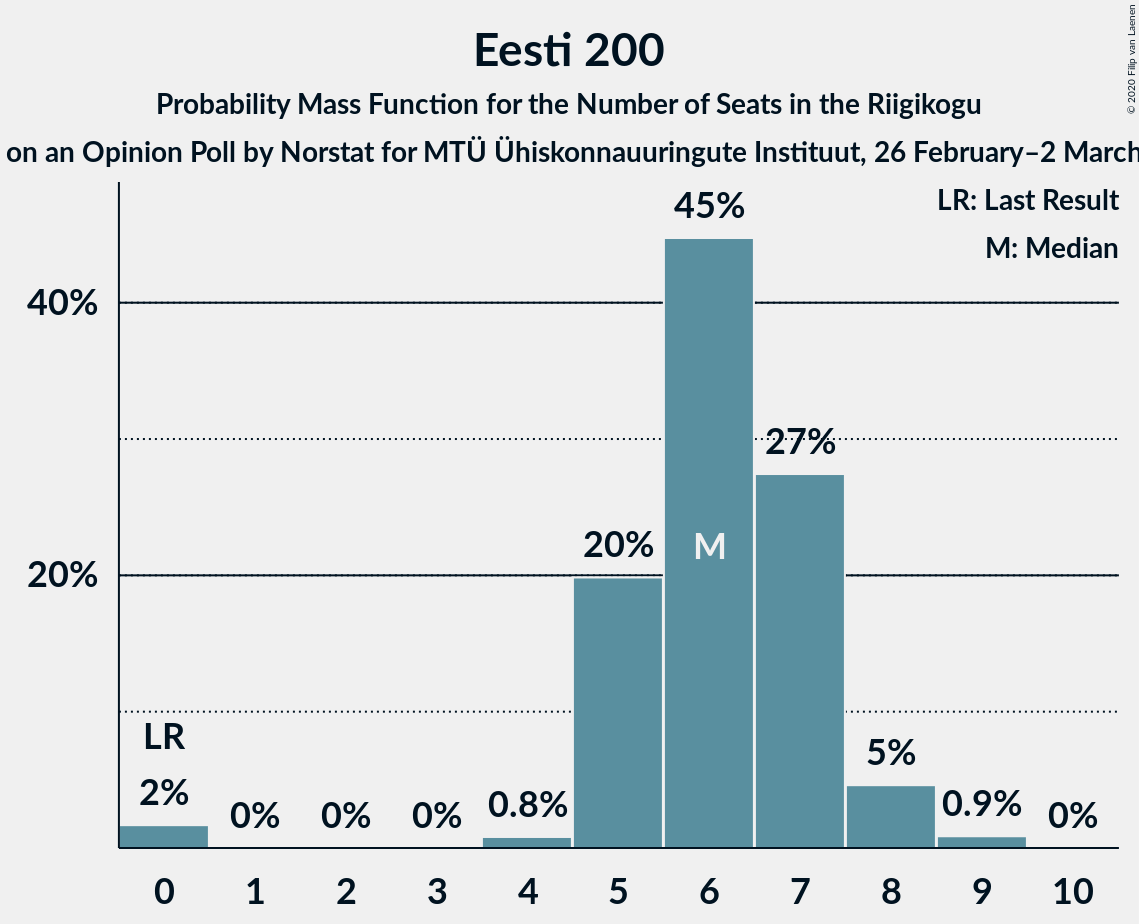 © 2020 Filip van Laenen
Eesti 200
Probability Mass Function for the Number of Seats in the Riigikogu
on an Opinion Poll by Norstat for MTÜ Ühiskonnauuringute Instituut, 26 February–2 March
LR: Last Result
M: Median
45%
40%
27%
20%
M
20%
LR
5%
2%
0%
0%
0%
0.8%
0.9%
0%
0 1 2 3 4 5 6 7 8 9 10